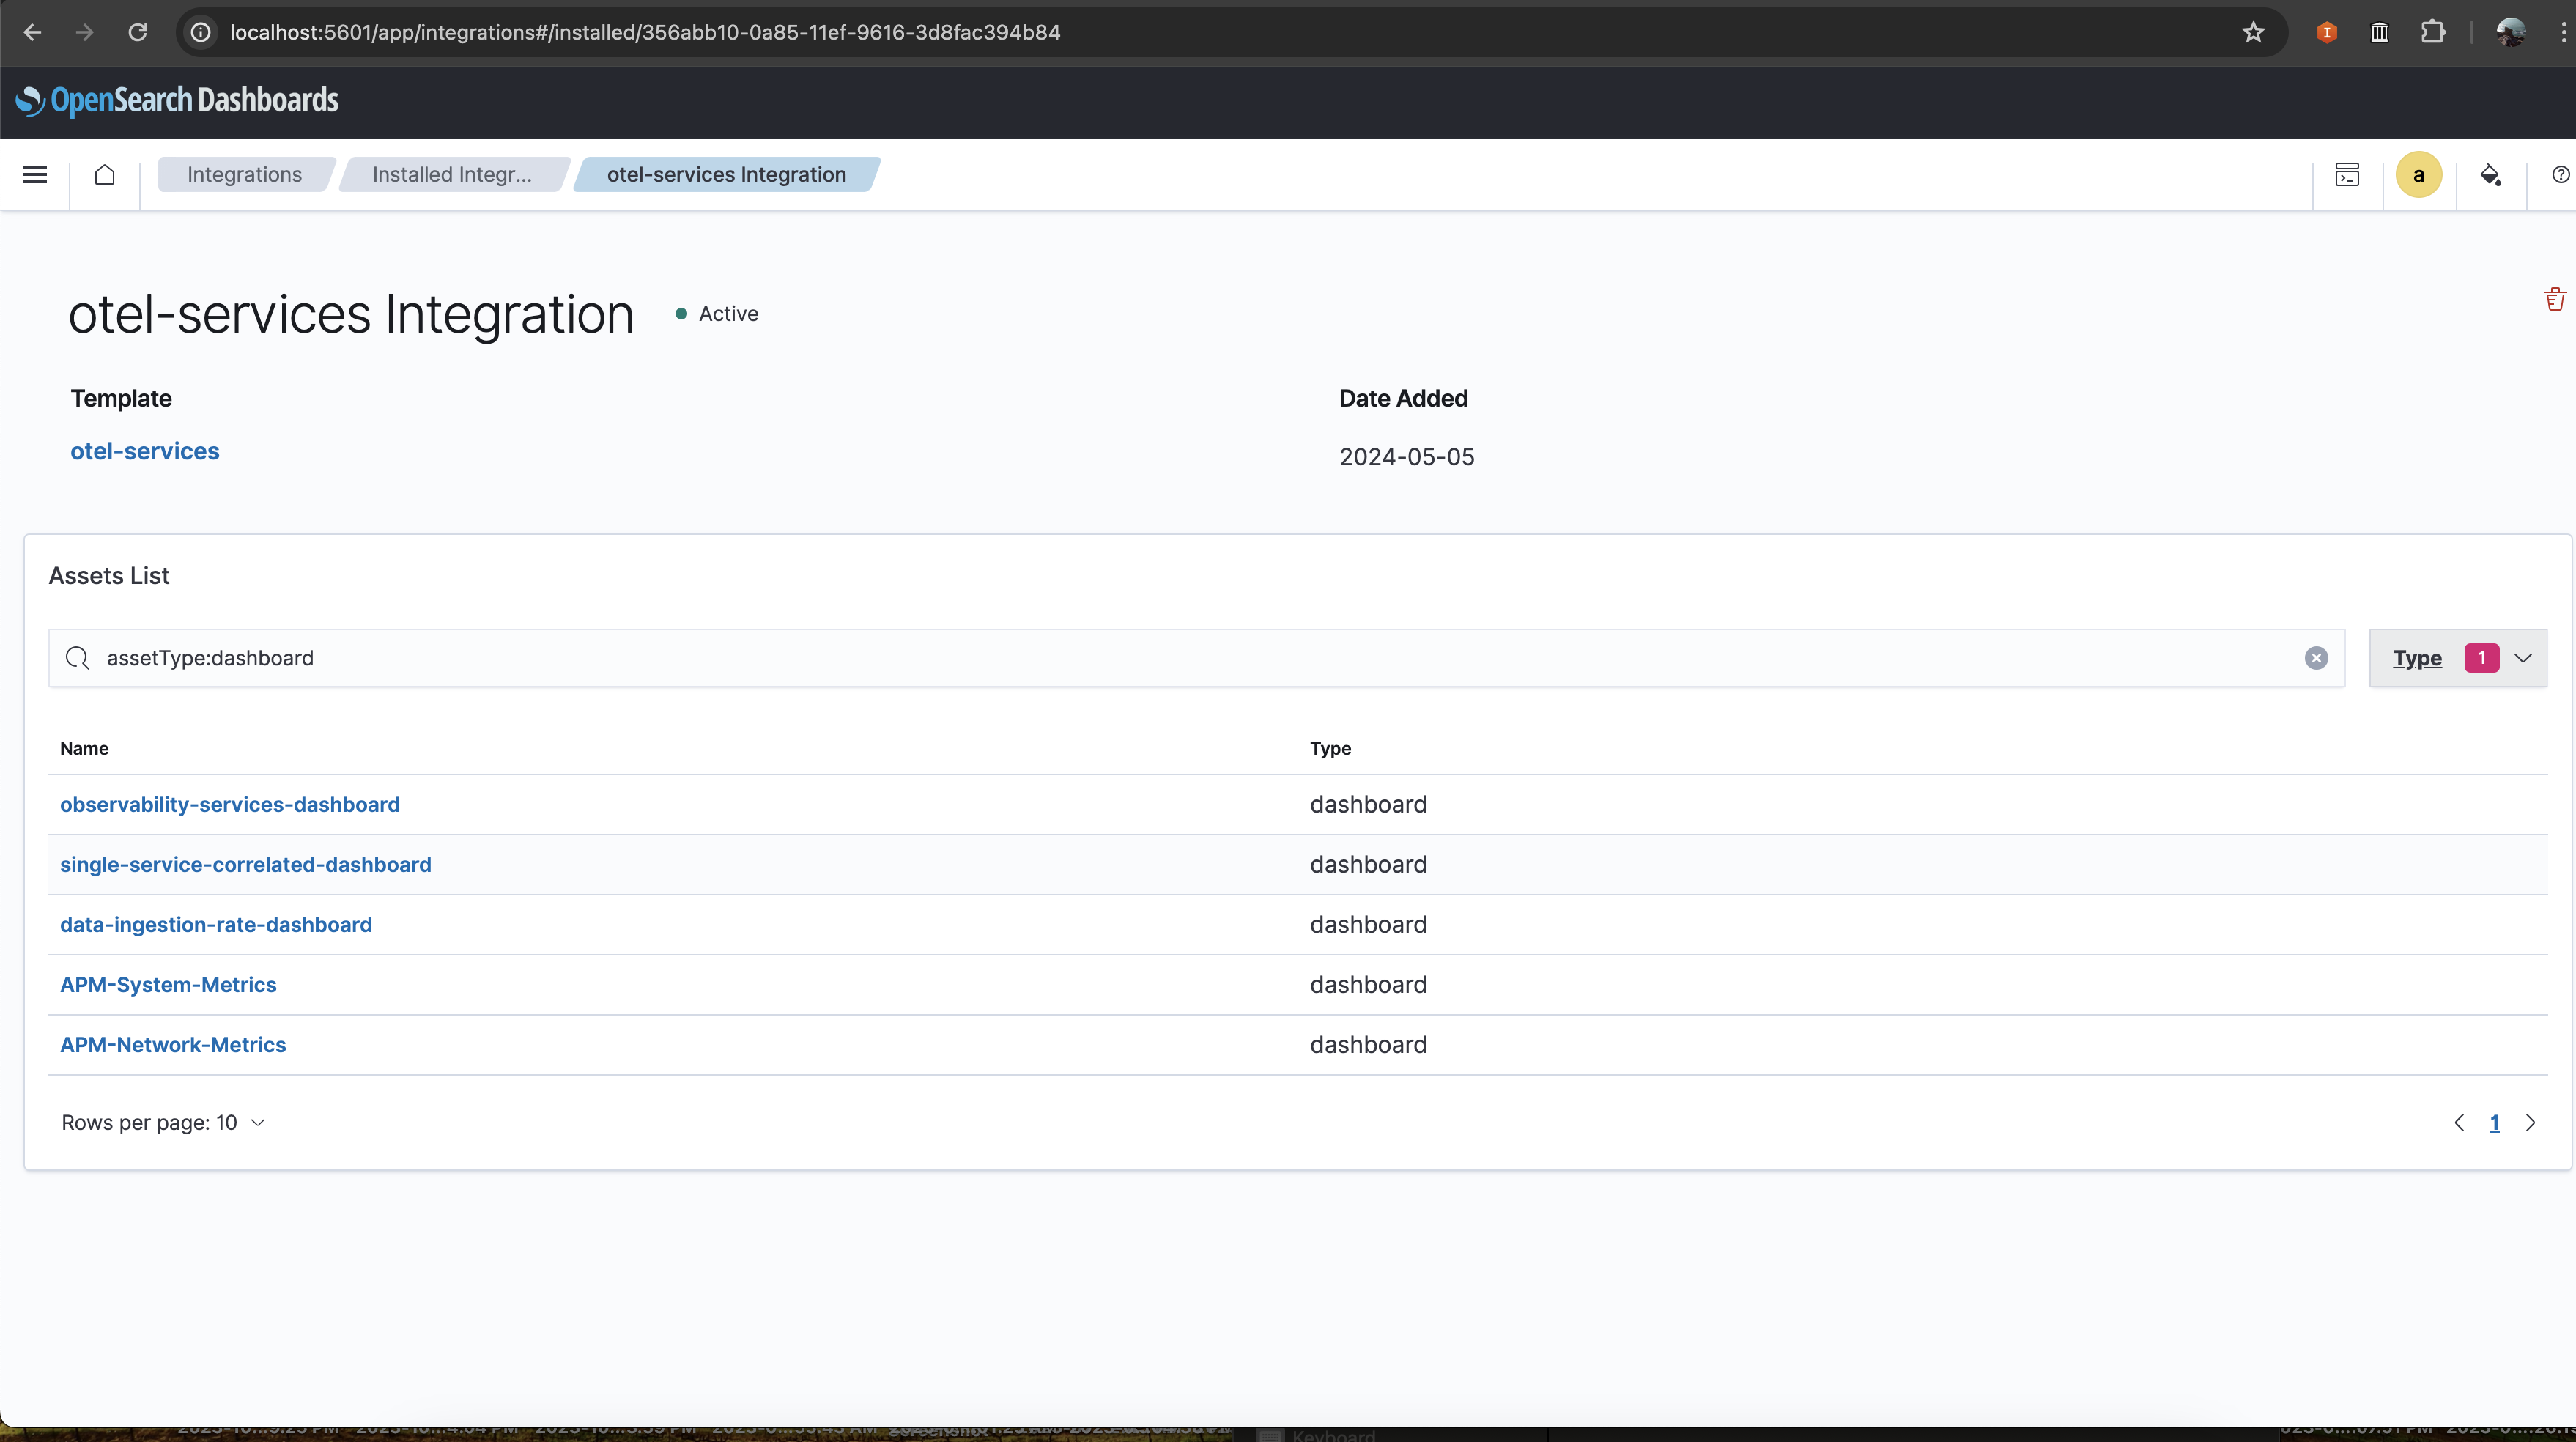 localhost:5601/app/integrations#/installed/356abb10-0a85-11ef-9616-3d8fac394b84
OpenSearch Dashboards
Integrations
Installed Integr...
otel-services Integration
a
otel-services Integration
Active
Template
Date Added
otel-services
2024-05-05
Assets List
assetType:dashboard
Type 1
Name Type
observability-services-dashboard dashboard
single-service-correlated-dashboard dashboard
data-ingestion-rate-dashboard dashboard
APM-System-Metrics dashboard
APM-Network-Metrics dashboard
Rows per page: 10
1
Keyboard